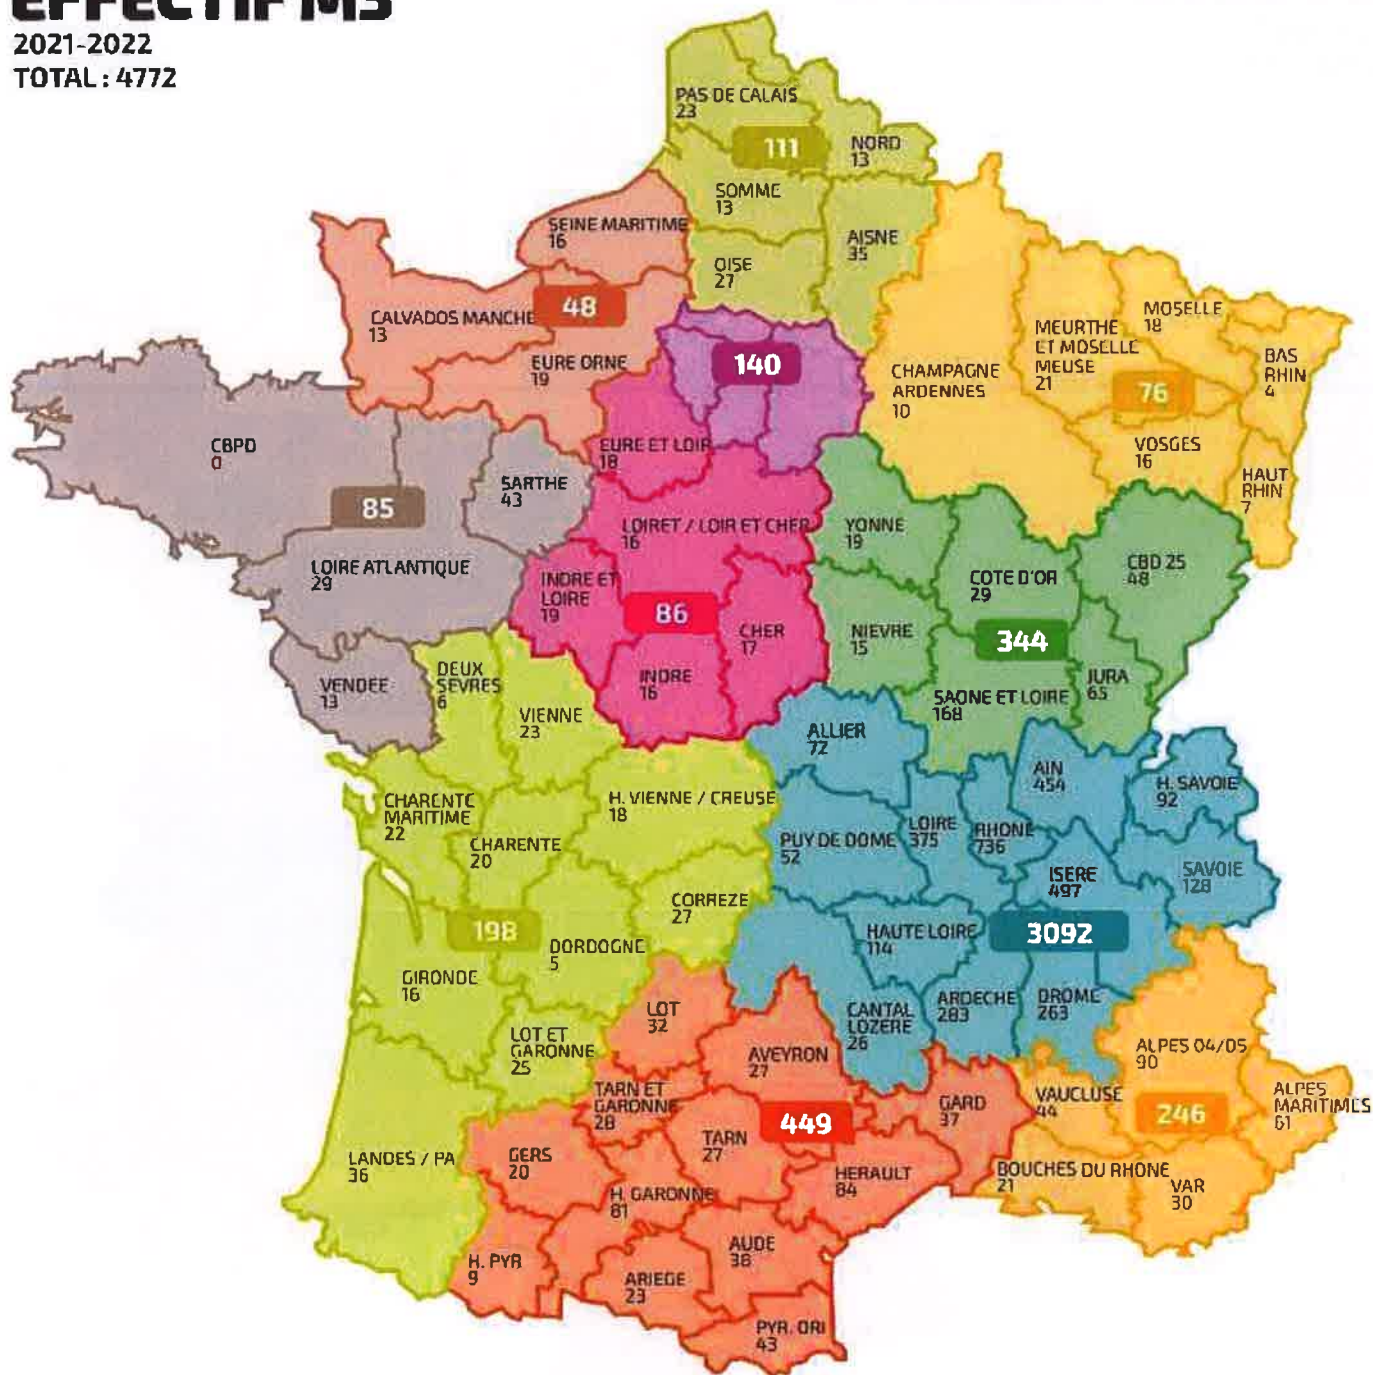 EFFECTIF M3
2021-2022
TOTAL : 4772
PAS DE CALAIS
23
111
NORD
13
SOMME
13
AISNE
35
OISE
27
SEINE MARITIME
16
48
CALVADOS MANCHE
13
EURE ORNE
19
140
CHAMPAGNE
ARDENNES
10
MEURTHE
ET MOSELLE
MEUSE
21
MOSELLE
18
76
BAS
RHIN
4
VOSGES
16
HAUT
RHIN
7
CBPD
0
85
SARTHE
43
LOIRE ATLANTIQUE
29
VENDEE
13
EURE ET LOIR
18
LOIRET / LOIR ET CHER
16
INDRE ET
LOIRE
19
86
CHER
17
INDRE
16
YONNE
19
COTE D'OR
29
CBD 25
48
NIEVRE
15
344
SAONE ET LOIRE
168
JURA
65
DEUX
SEVRES
6
VIENNE
23
CHARENTE
MARITIME
22
CHARENTE
20
H. VIENNE / CREUSE
18
CORREZE
27
198
DORDOGNE
5
GIRONDE
16
LOT ET
GARONNE
25
LANDES / PA
36
ALLIER
72
PUY DE DOME
52
LOIRE
375
RHONE
736
AIN
454
H. SAVOIE
92
ISERE
497
SAVOIE
128
HAUTE LOIRE
114
3092
CANTAL
LOZERE
26
ARDECHE
283
DROME
263
LOT
32
AVEYRON
27
TARN ET
GARONNE
28
TARN
27
449
GARD
37
GERS
20
H. GARONNE
81
HERAULT
84
H. PYR
9
ARIEGE
23
AUDE
38
PYR. ORI
43
ALPES 04/05
90
VAUCLUSE
44
246
ALPES
MARITIMES
61
BOUCHES DU RHONE
21
VAR
30